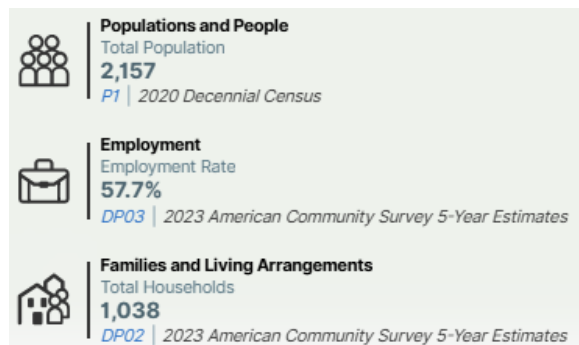 Populations and People
Total Population
2,157
P1 | 2020 Decennial Census
Employment
Employment Rate
57.7%
DP03 | 2023 American Community Survey 5-Year Estimates
Families and Living Arrangements
Total Households
1,038
DP02 | 2023 American Community Survey 5-Year Estimates